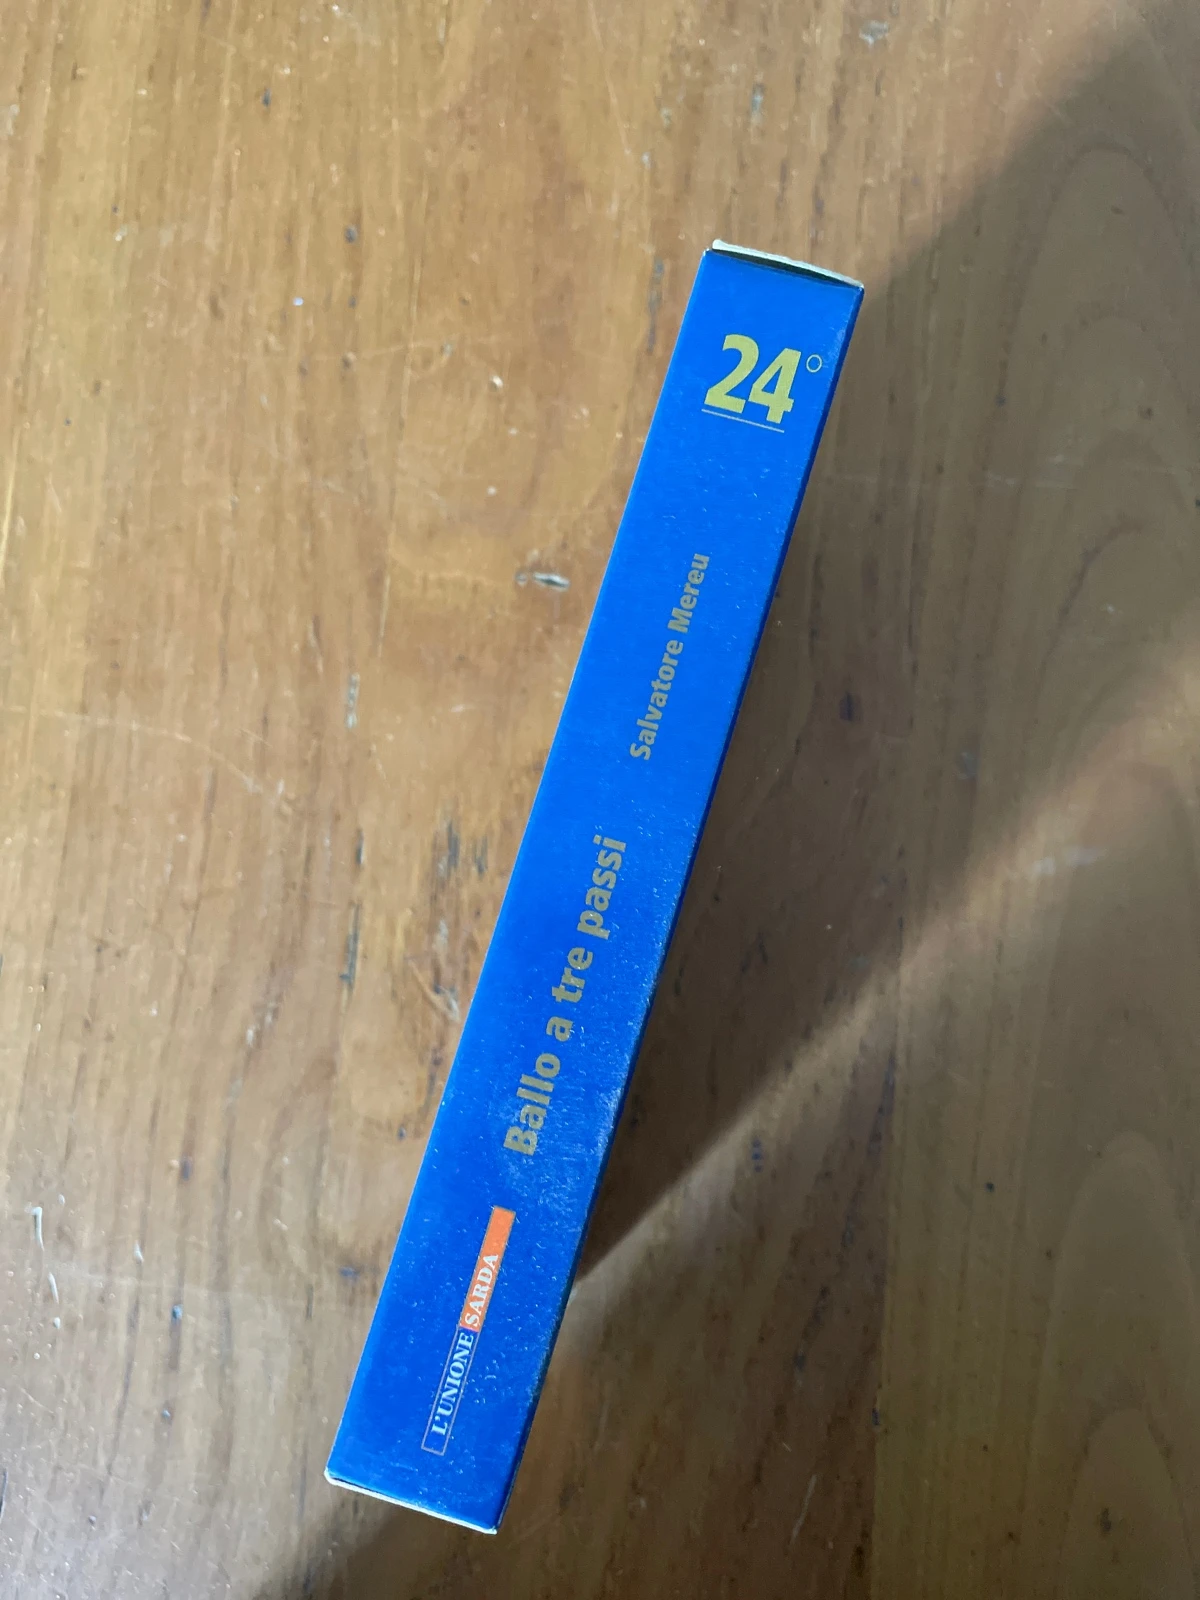 24°
Salvatore Mereu
Ballo a tre passi
L'UNIONE SARDA